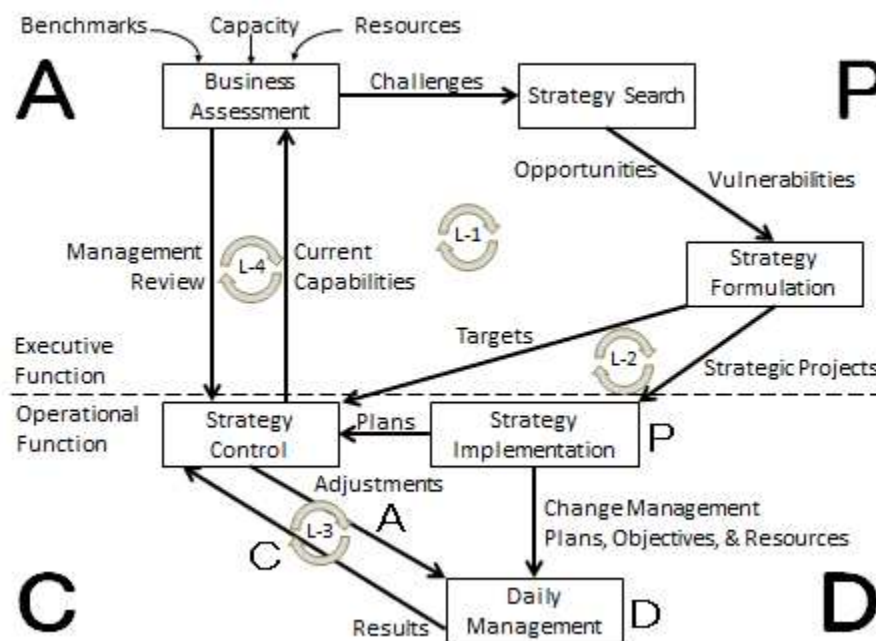 Benchmarks Capacity Resources
A
Business
Assessment
Challenges
Strategy Search
P
Opportunities
Vulnerabilities
Management
Review
L-4
Current
Capabilities
L-1
Strategy
Formulation
Targets
L-2
Strategic Projects
Executive
Function
Operational
Function
Strategy
Control
Plans
Strategy
Implementation
P
Adjustments
A
L-3
C
Change Management
Plans, Objectives, & Resources
C
Results
Daily
Management
D
D